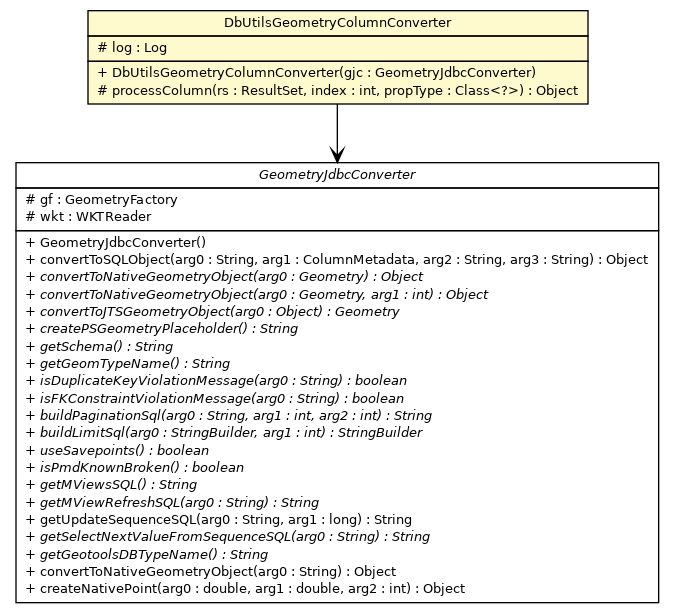 DbUtilsGeometryColumnConverter
# log : Log
+ DbUtilsGeometryColumnConverter(gjc : GeometryJdbcConverter)
# processColumn(rs : ResultSet, index : int, propType : Class<?>) : Object
GeometryJdbcConverter
# gf : GeometryFactory
# wkt : WKTReader
+ GeometryJdbcConverter()
+ convertToSQLObject(arg0 : String, arg1 : ColumnMetadata, arg2 : String, arg3 : String) : Object
+ convertToNativeGeometryObject(arg0 : Geometry) : Object
+ convertToNativeGeometryObject(arg0 : Geometry, arg1 : int) : Object
+ convertToJTSGeometryObject(arg0 : Object) : Geometry
+ createPSGeometryPlaceholder() : String
+ getSchema() : String
+ getGeomTypeName() : String
+ isDuplicateKeyViolationMessage(arg0 : String) : boolean
+ isFKConstraintViolationMessage(arg0 : String) : boolean
+ buildPaginationSql(arg0 : String, arg1 : int, arg2 : int) : String
+ buildLimitSql(arg0 : StringBuilder, arg1 : int) : StringBuilder
+ useSavepoints() : boolean
+ isPmdKnownBroken() : boolean
+ getMViewsSQL() : String
+ getMViewRefreshSQL(arg0 : String) : String
+ getUpdateSequenceSQL(arg0 : String, arg1 : long) : String
+ getSelectNextValueFromSequenceSQL(arg0 : String) : String
+ getGeotoolsDBTypeName() : String
+ convertToNativeGeometryObject(arg0 : String) : Object
+ createNativePoint(arg0 : double, arg1 : double, arg2 : int) : Object